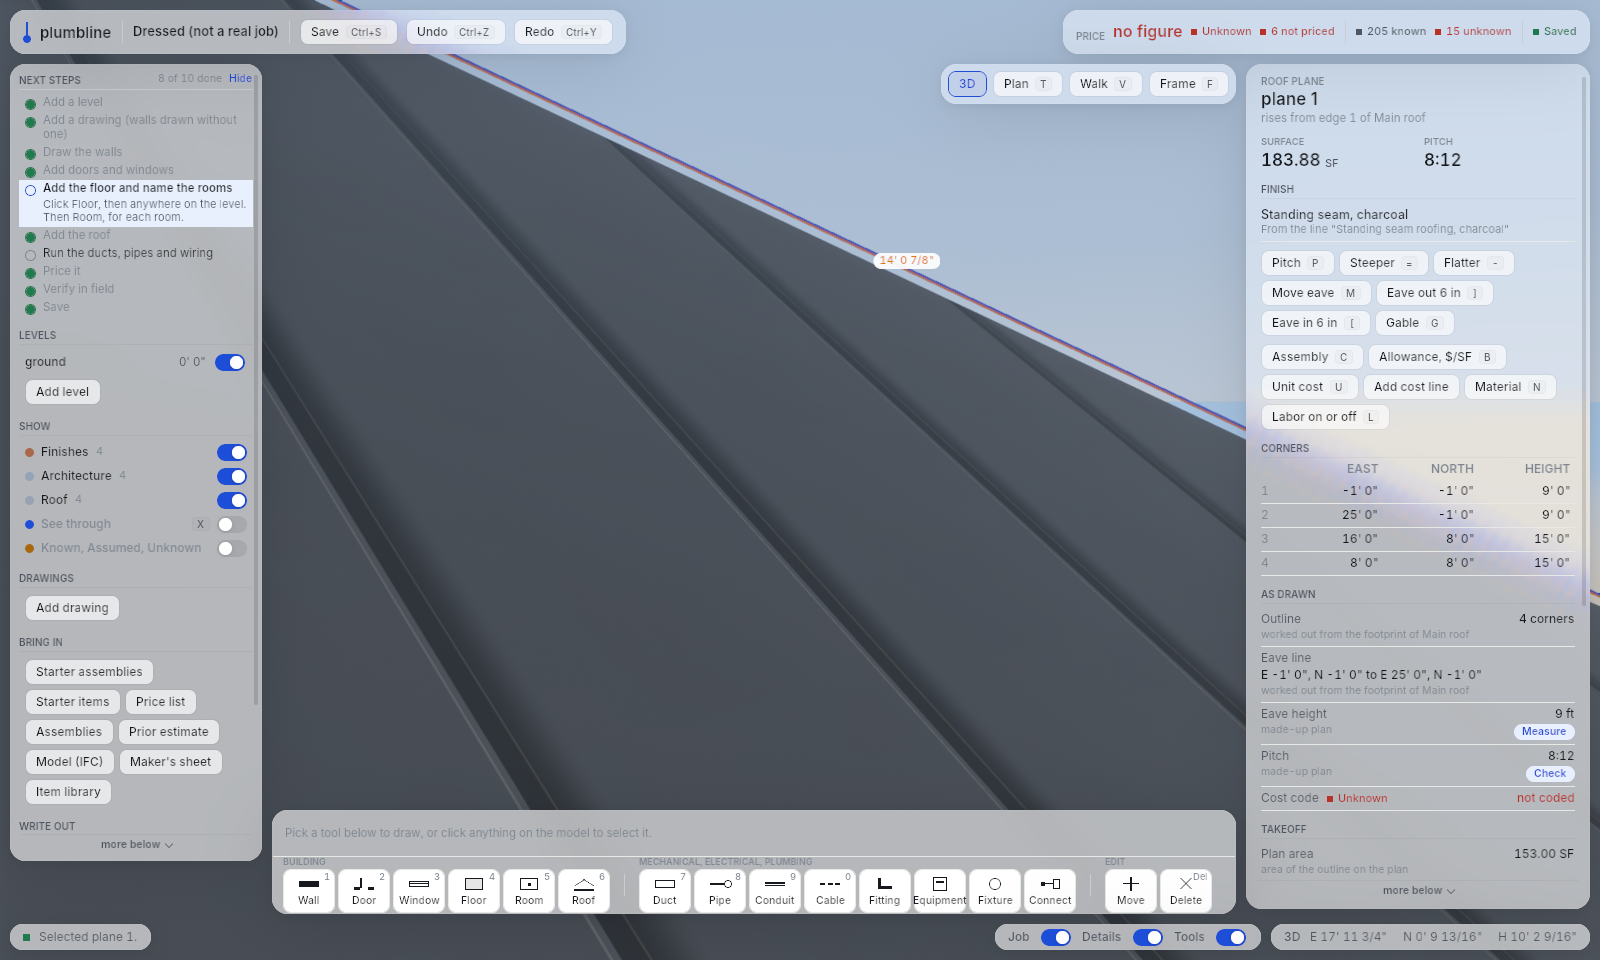 plumbline
Dressed (not a real job)
Save Ctrl+S
Undo Ctrl+Z
Redo Ctrl+Y
PRICE no figure Unknown 6 not priced 205 known 15 unknown Saved
NEXT STEPS 8 of 10 done Hide
Add a level
Add a drawing (walls drawn without
one)
Draw the walls
Add doors and windows
Add the floor and name the rooms
Click Floor, then anywhere on the level.
Then Room, for each room.
Add the roof
Run the ducts, pipes and wiring
Price it
Verify in field
Save
LEVELS
ground 0' 0"
Add level
SHOW
Finishes 4
Architecture 4
Roof 4
See through X
Known, Assumed, Unknown
DRAWINGS
Add drawing
BRING IN
Starter assemblies
Starter items Price list
Assemblies Prior estimate
Model (IFC) Maker's sheet
Item library
WRITE OUT
more below
3D Plan T Walk V Frame F
14' 0 7/8"
ROOF PLANE
plane 1
rises from edge 1 of Main roof
SURFACE PITCH
183.88 SF 8:12
FINISH
Standing seam, charcoal
From the line "Standing seam roofing, charcoal"
Pitch P Steeper = Flatter -
Move eave M Eave out 6 in ]
Eave in 6 in [ Gable G
Assembly C Allowance, $/SF B
Unit cost U Add cost line Material N
Labor on or off L
CORNERS
EAST NORTH HEIGHT
1 -1' 0" -1' 0" 9' 0"
2 25' 0" -1' 0" 9' 0"
3 16' 0" 8' 0" 15' 0"
4 8' 0" 8' 0" 15' 0"
AS DRAWN
Outline 4 corners
worked out from the footprint of Main roof
Eave line
E -1' 0", N -1' 0" to E 25' 0", N -1' 0"
worked out from the footprint of Main roof
Eave height 9 ft
made-up plan Measure
Pitch 8:12
made-up plan Check
Cost code Unknown not coded
TAKEOFF
Plan area 153.00 SF
area of the outline on the plan
more below
Pick a tool below to draw, or click anything on the model to select it.
BUILDING MECHANICAL, ELECTRICAL, PLUMBING EDIT
1 2 3 4 5 6 7 8 9 0 Del
Wall Door Window Floor Room Roof Duct Pipe Conduit Cable Fitting Equipment Fixture Connect Move Delete
Selected plane 1.
Job Details Tools
3D E 17' 11 3/4" N 0' 9 13/16" H 10' 2 9/16"